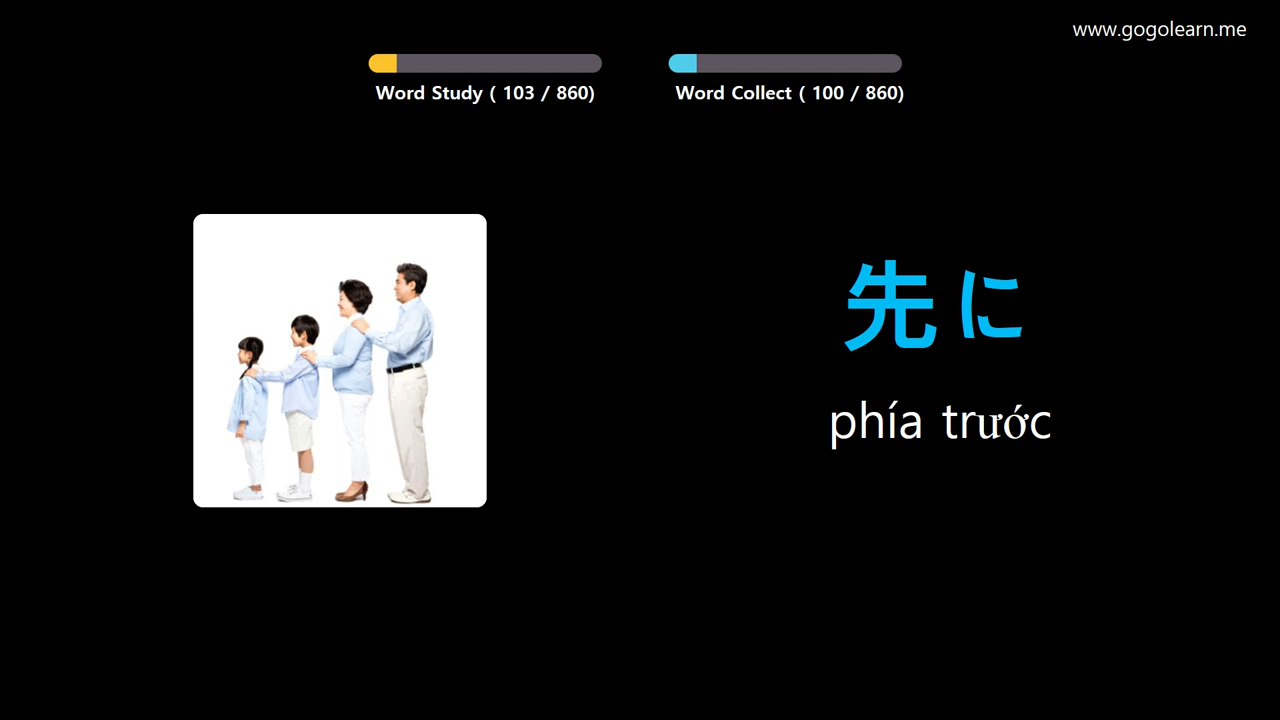 www.gogolearn.me
Word Study ( 103 / 860)
Word Collect ( 100 / 860)
先に
phía trước